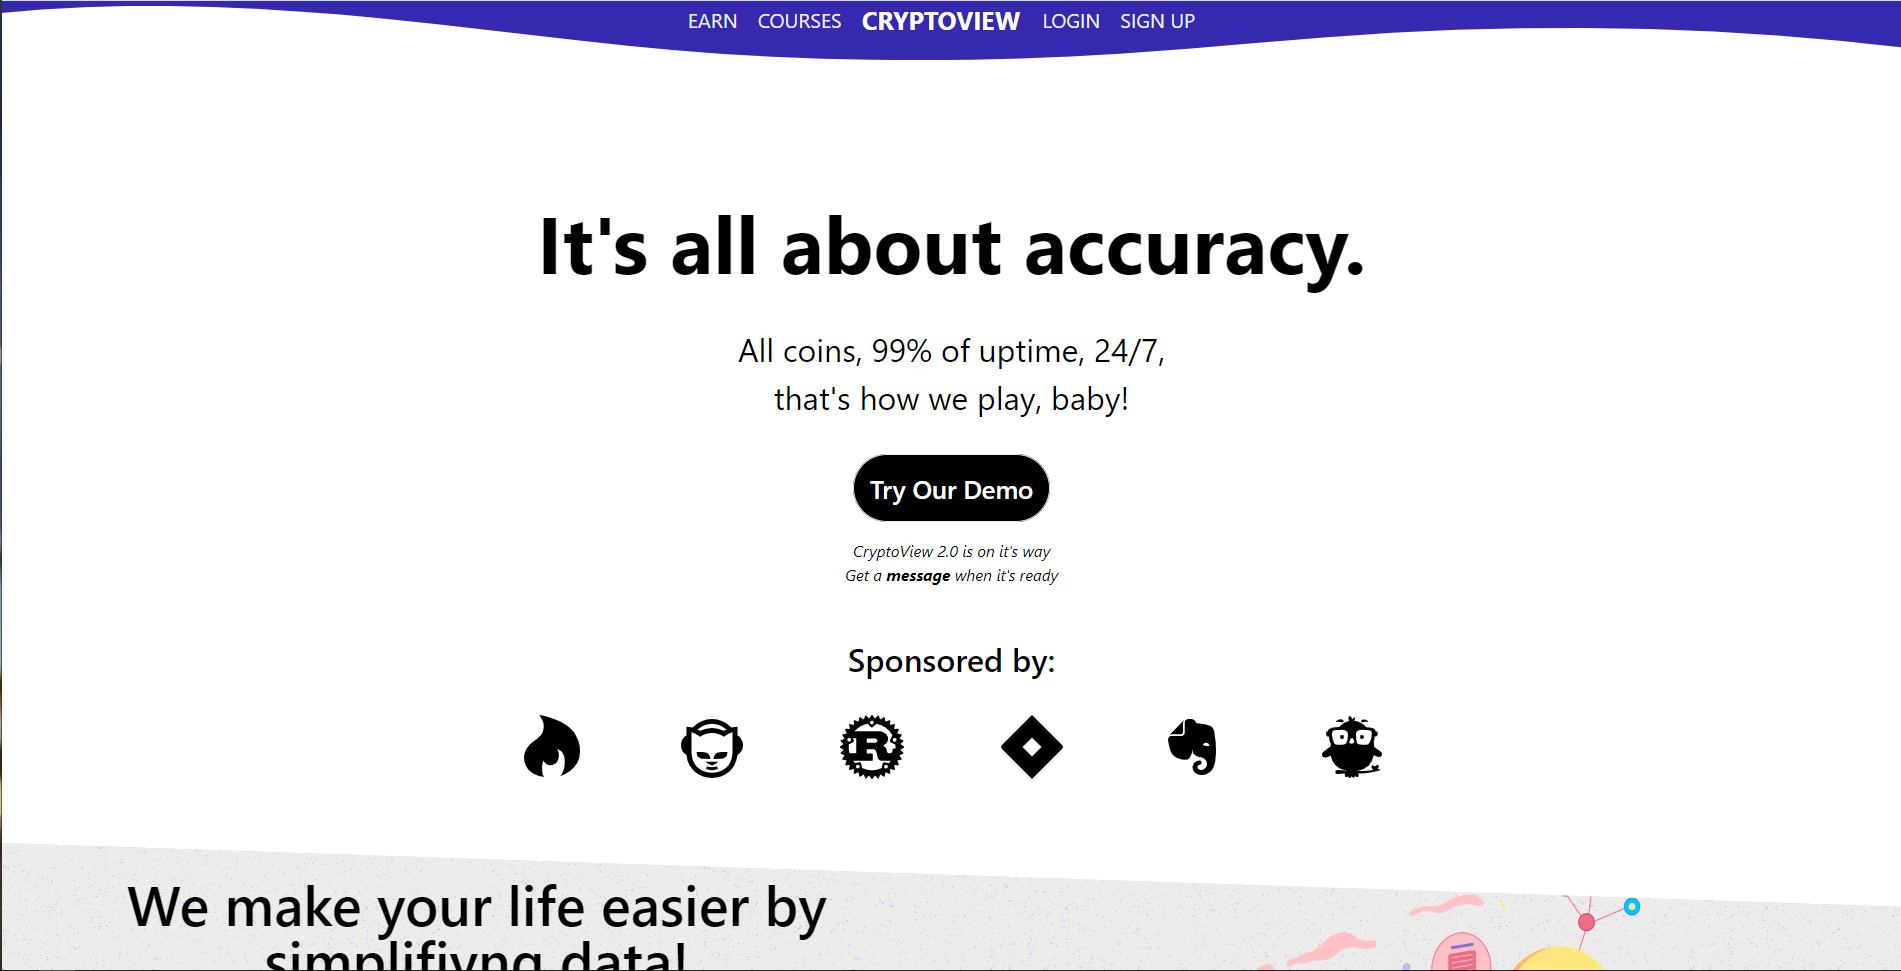 EARN COURSES CRYPTOVIEW LOGIN SIGN UP
It's all about accuracy.
All coins, 99% of uptime, 24/7,
that's how we play, baby!
Try Our Demo
CryptoView 2.0 is on it's way
Get a message when it's ready
Sponsored by:
R
We make your life easier by
simplifiyng data!